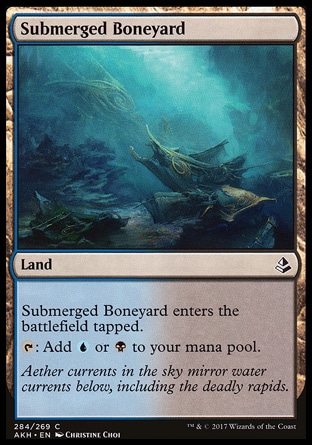 Submerged Boneyard
Land
Submerged Boneyard enters the
battlefield tapped.
: Add or to your mana pool.
Aether currents in the sky mirror water
currents below, including the deadly rapids.
284/269 C
AKH • EN Christine Choi
™ & © 2017 Wizards of the Coast